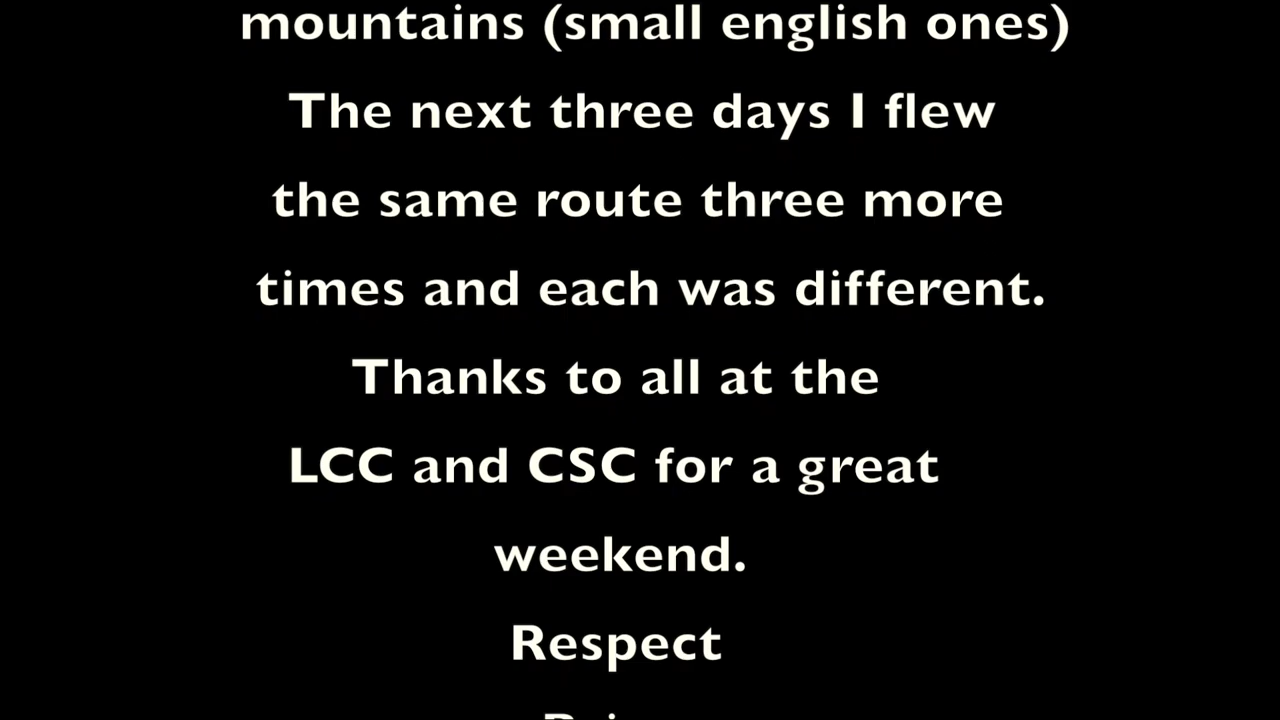 mountains (small english ones)
The next three days I flew
the same route three more
times and each was different.
Thanks to all at the
LCC and CSC for a great
weekend.
Respect